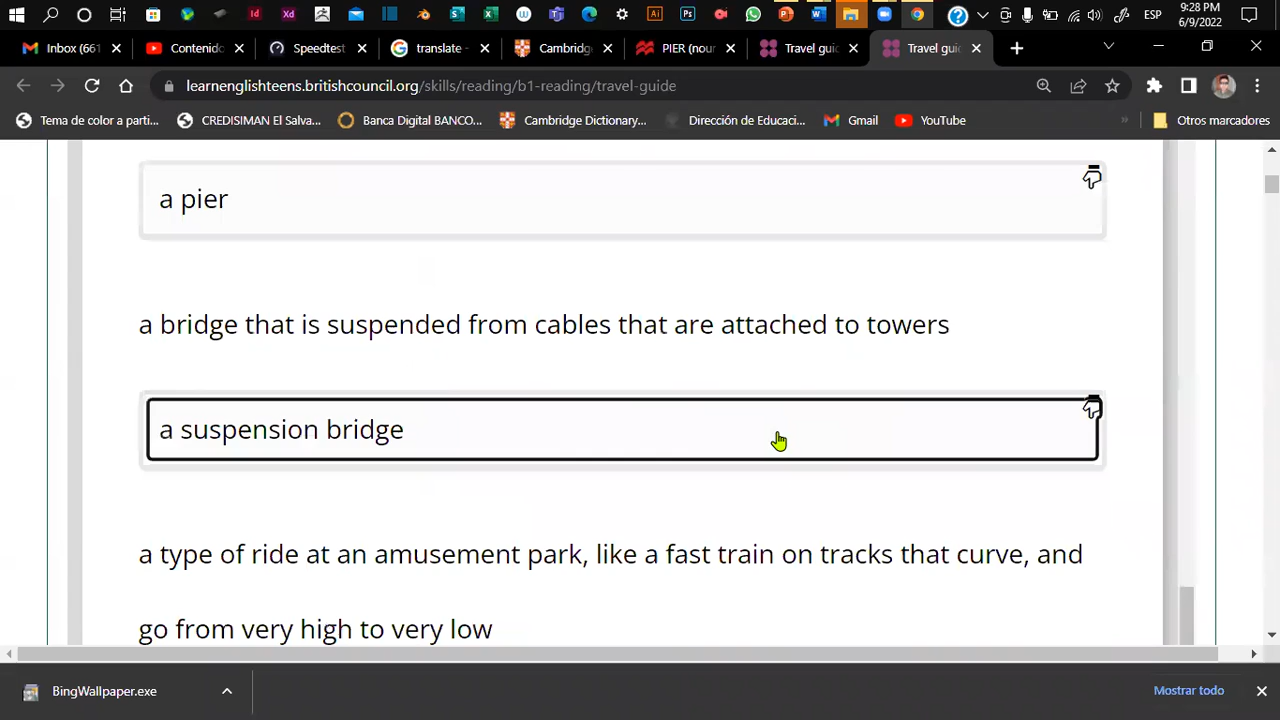 9:28 PM
ESP
6/9/2022
Inbox (661
Contenido
Speedtest
translate -
Cambridg
PIER (nour
Travel guid
Travel guid
learnenglishteens.britishcouncil.org/skills/reading/b1-reading/travel-guide
Tema de color a parti...
CREDISIMAN El Salva...
Banca Digital BANCO...
Cambridge Dictionary...
Dirección de Educaci...
Gmail
YouTube
»
Otros marcadores
a pier
a bridge that is suspended from cables that are attached to towers
a suspension bridge
a type of ride at an amusement park, like a fast train on tracks that curve, and
go from very high to very low
BingWallpaper.exe
Mostrar todo